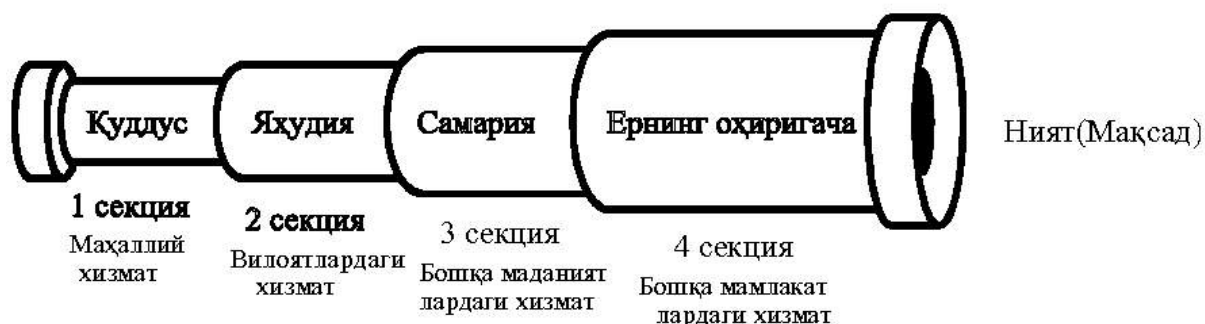 Қуддус
Яҳудия
Самария
Ернинг оҳиригача
Ният(Мақсад)
1 секция
Маҳаллий
хизмат
2 секция
Вилоятлардаги
хизмат
3 секция
Бошқа маданият
лардаги хизмат
4 секция
Бошқа мамлакат
лардаги хизмат